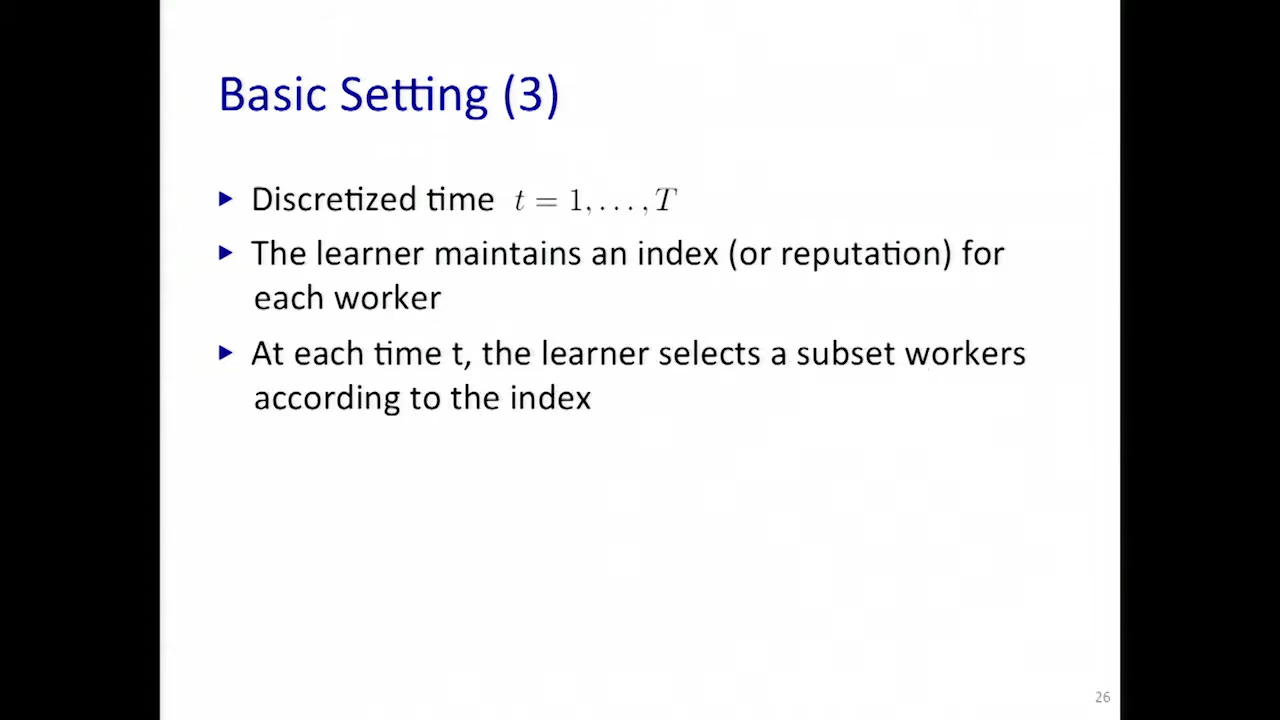 Basic Setting (3)
▶ Discretized time t = 1, . . . , T
▶ The learner maintains an index (or reputation) for
each worker
▶ At each time t, the learner selects a subset workers
according to the index
26